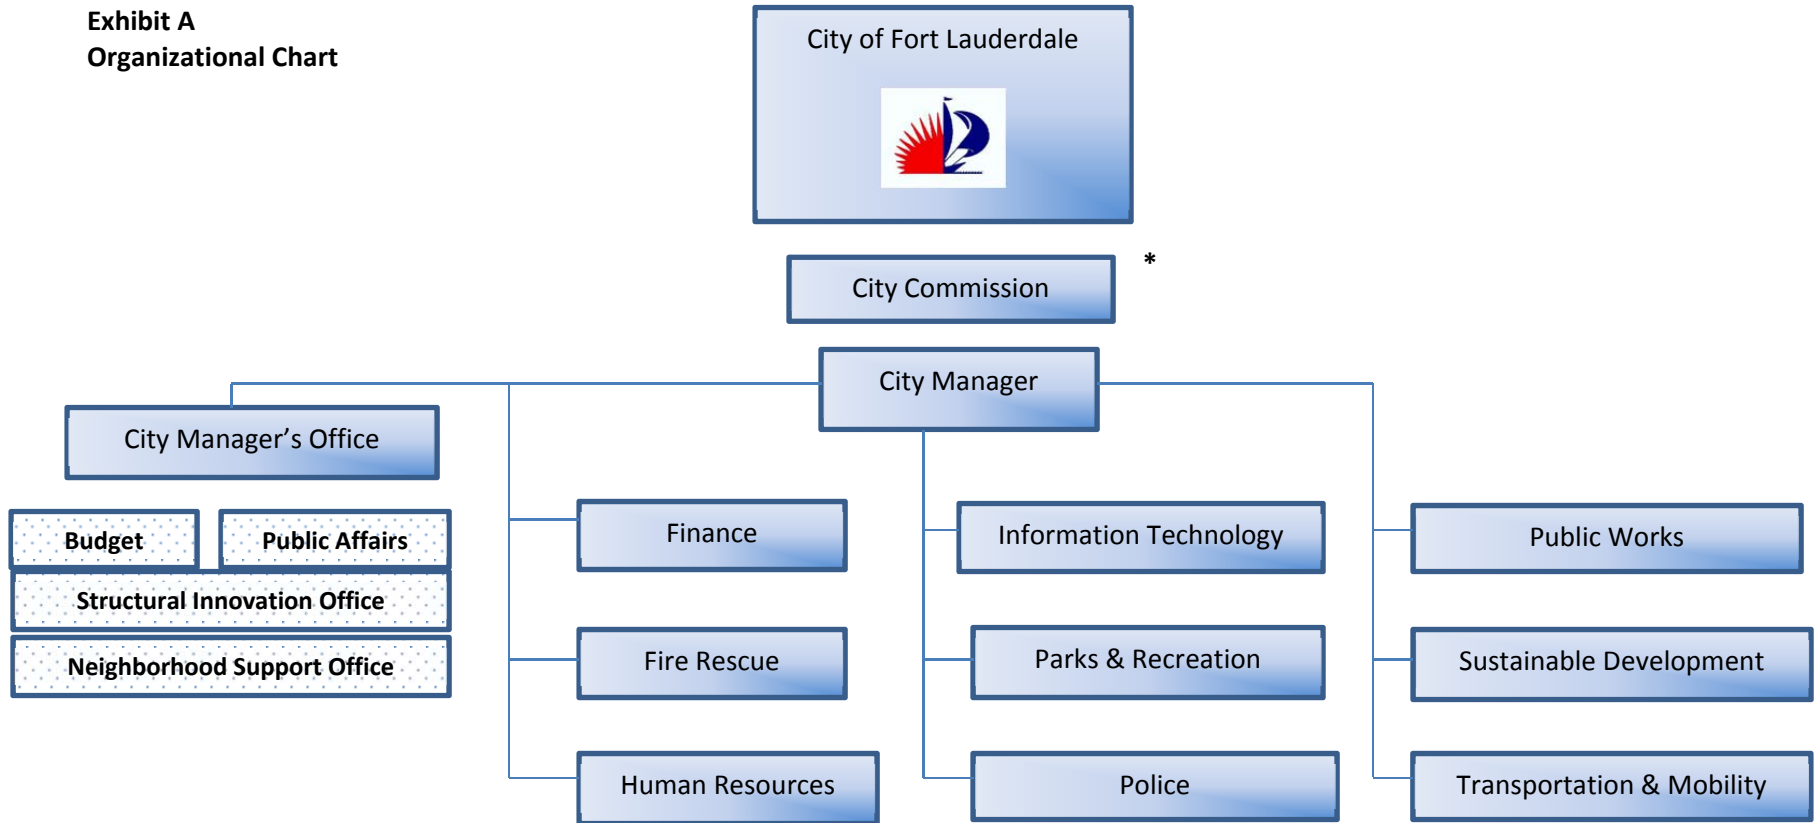 Exhibit A
Organizational Chart
City of Fort Lauderdale
City Commission
*
City Manager
City Manager’s Office
Budget
Public Affairs
Structural Innovation Office
Neighborhood Support Office
Finance
Fire Rescue
Human Resources
Information Technology
Parks & Recreation
Police
Public Works
Sustainable Development
Transportation & Mobility